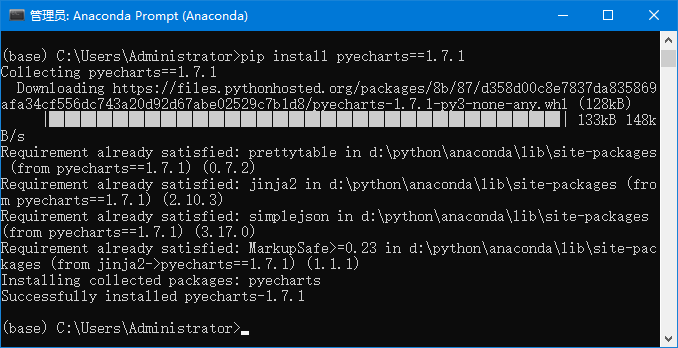 管理员: Anaconda Prompt (Anaconda)
(base) C:\Users\Administrator>pip install pyecharts==1.7.1
Collecting pyecharts==1.7.1
  Downloading https://files.pythonhosted.org/packages/8b/87/d358d00c8e7837da835869
afa34cf556dc743a20d92d67abe02529c7b1d8/pyecharts-1.7.1-py3-none-any.whl (128kB)
     |████████████████████████████████| 133kB 148k
B/s
Requirement already satisfied: prettytable in d:\python\anaconda\lib\site-packages
 (from pyecharts==1.7.1) (0.7.2)
Requirement already satisfied: jinja2 in d:\python\anaconda\lib\site-packages (fro
m pyecharts==1.7.1) (2.10.3)
Requirement already satisfied: simplejson in d:\python\anaconda\lib\site-packages
(from pyecharts==1.7.1) (3.17.0)
Requirement already satisfied: MarkupSafe>=0.23 in d:\python\anaconda\lib\site-pac
kages (from jinja2->pyecharts==1.7.1) (1.1.1)
Installing collected packages: pyecharts
Successfully installed pyecharts-1.7.1
(base) C:\Users\Administrator>